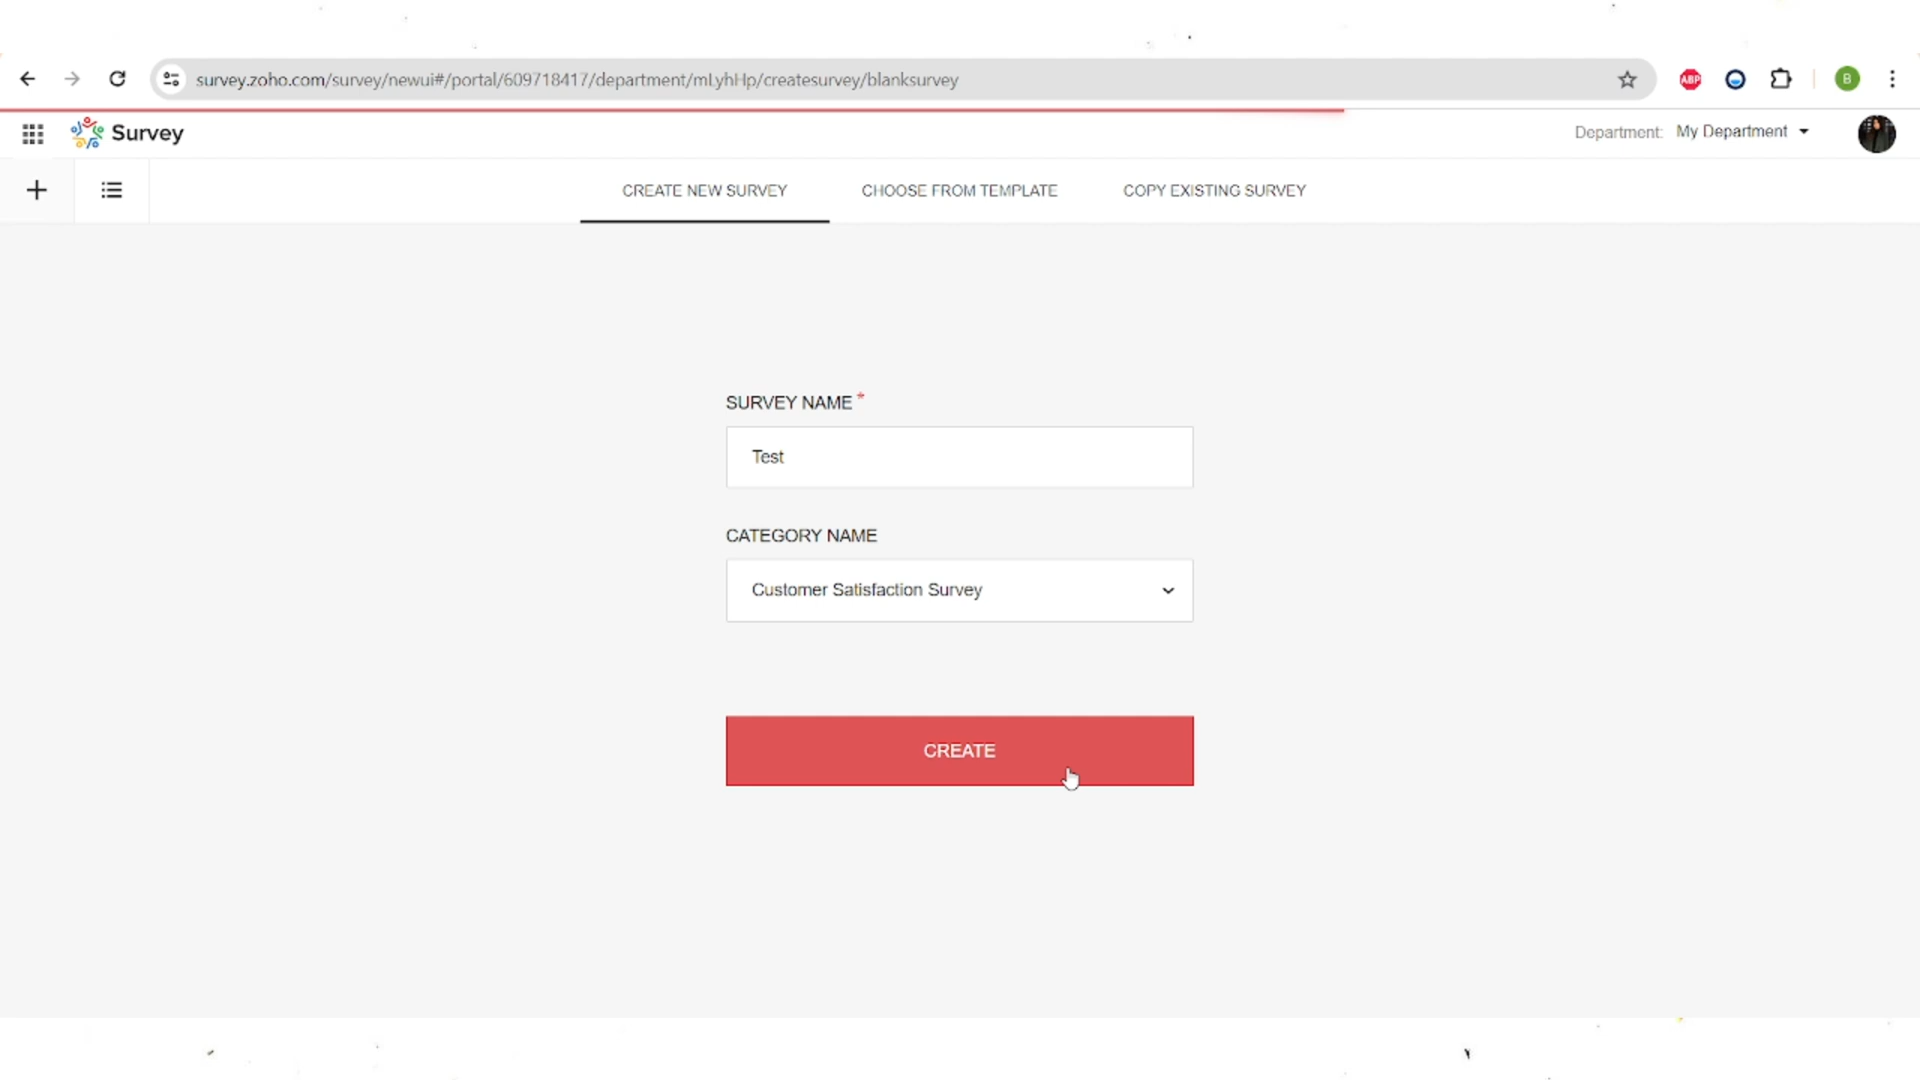 survey.zoho.com/survey/newui#/portal/609718417/department/mLyhHp/createsurvey/blanksurvey
ABP
B
Survey
Department: My Department
CREATE NEW SURVEY
CHOOSE FROM TEMPLATE
COPY EXISTING SURVEY
SURVEY NAME *
Test
CATEGORY NAME
Customer Satisfaction Survey
CREATE